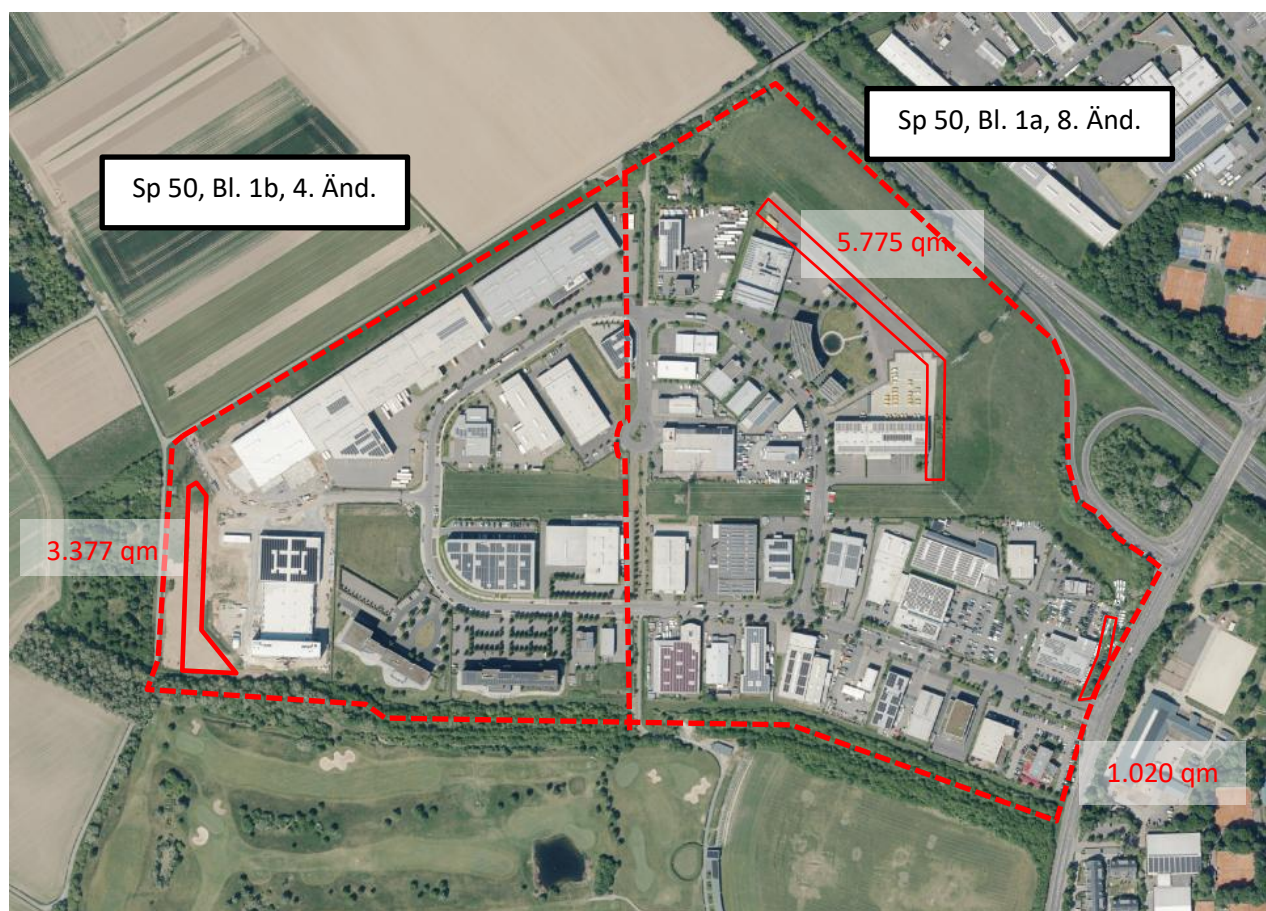 Sp 50, Bl. 1a, 8. Änd.
Sp 50, Bl. 1b, 4. Änd.
5.775 qm
3.377 qm
1.020 qm